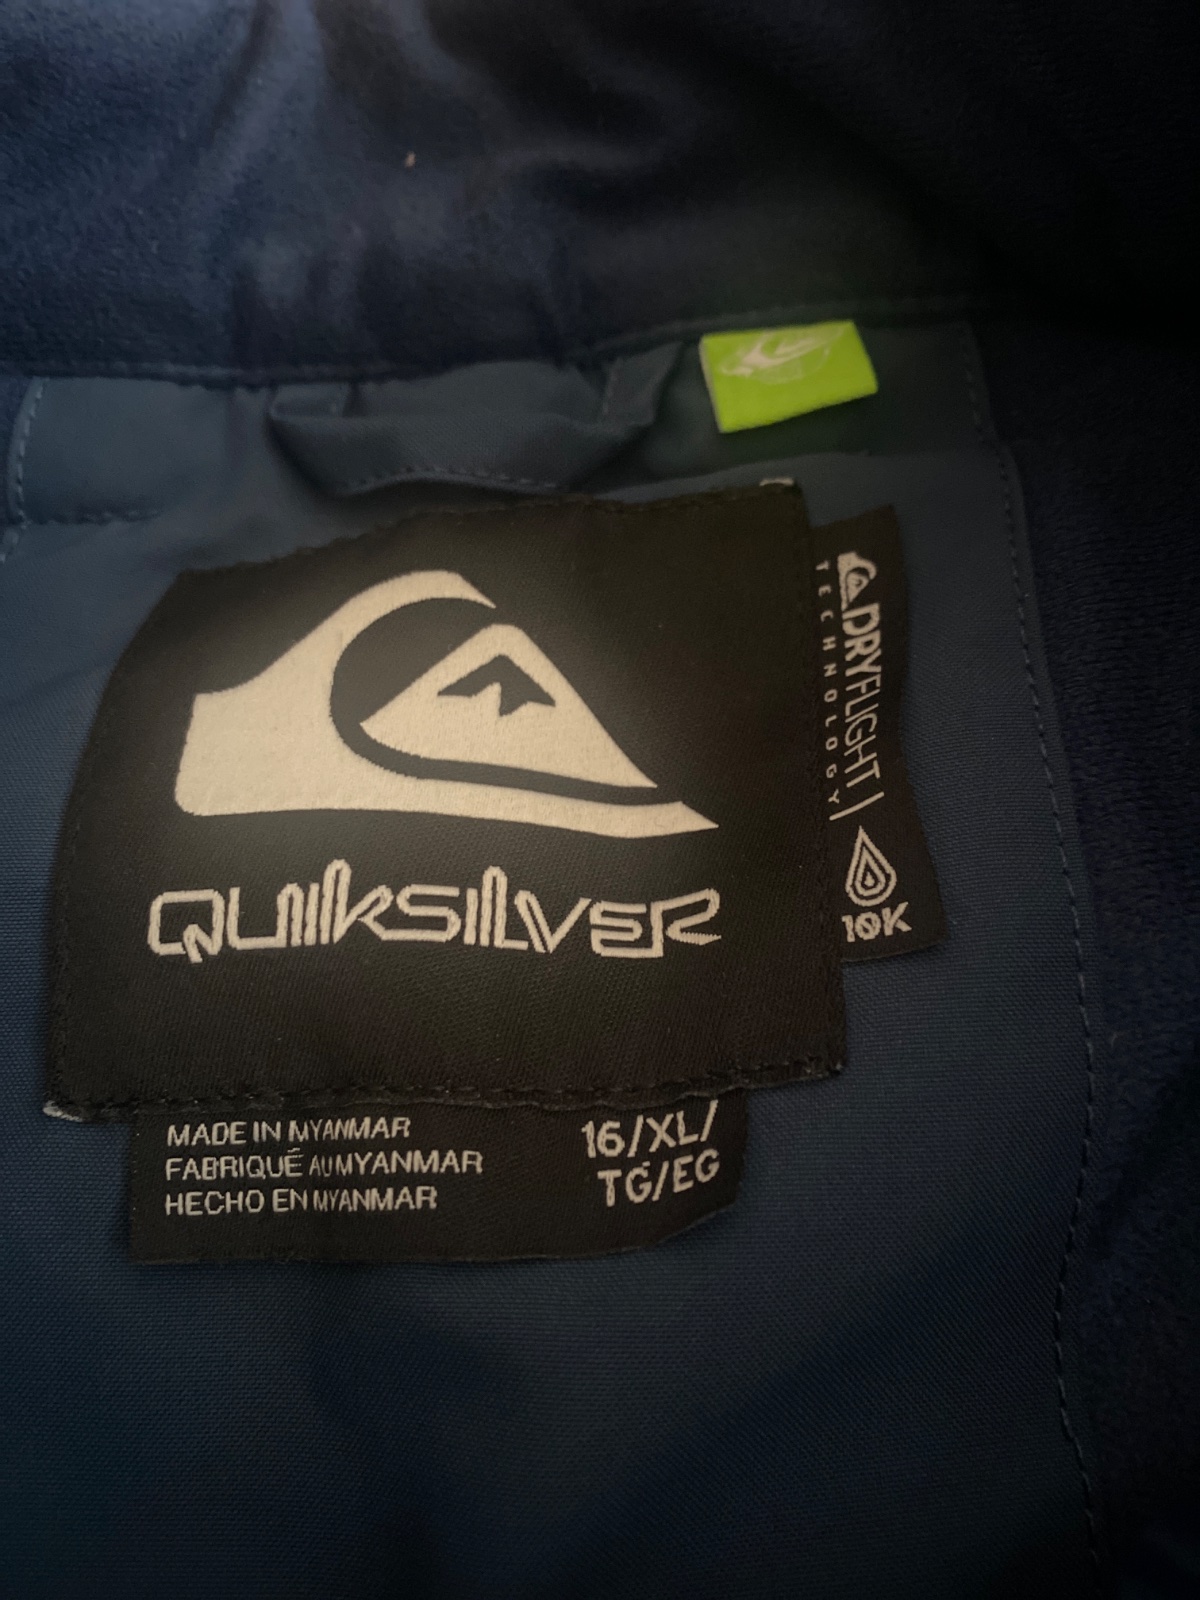 QUIKSILVER
DRYFLIGHT
TECHNOLOGY
10K
MADE IN MYANMAR
FABRIQUÉ AU MYANMAR
HECHO EN MYANMAR
16/XL/
TG/EG